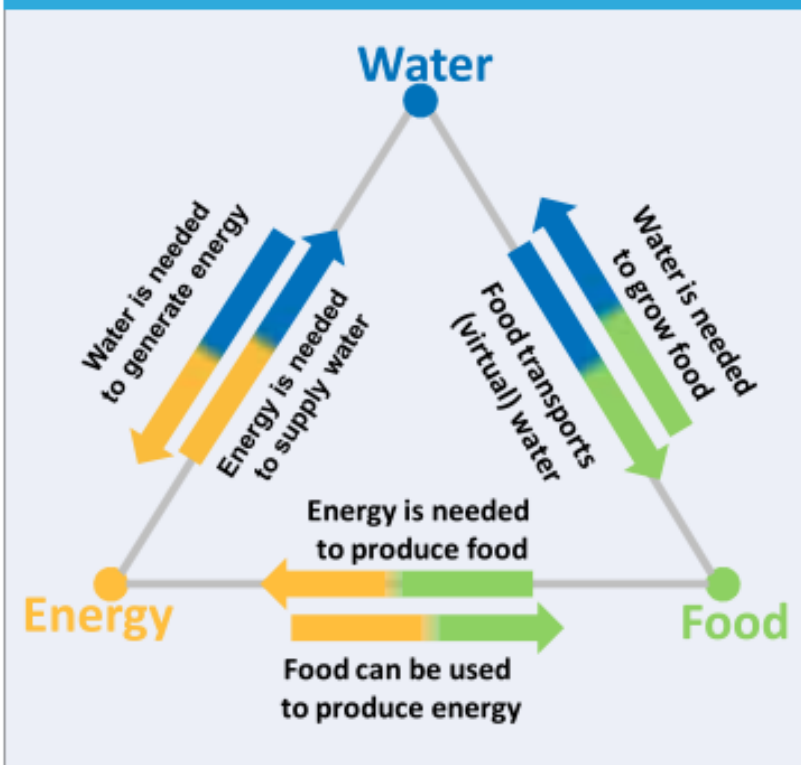 Water
Water is needed
to generate energy
Energy is needed
to supply water
Food transports
(virtual) water
Water is needed
to grow food
Energy is needed
to produce food
Energy
Food
Food can be used
to produce energy